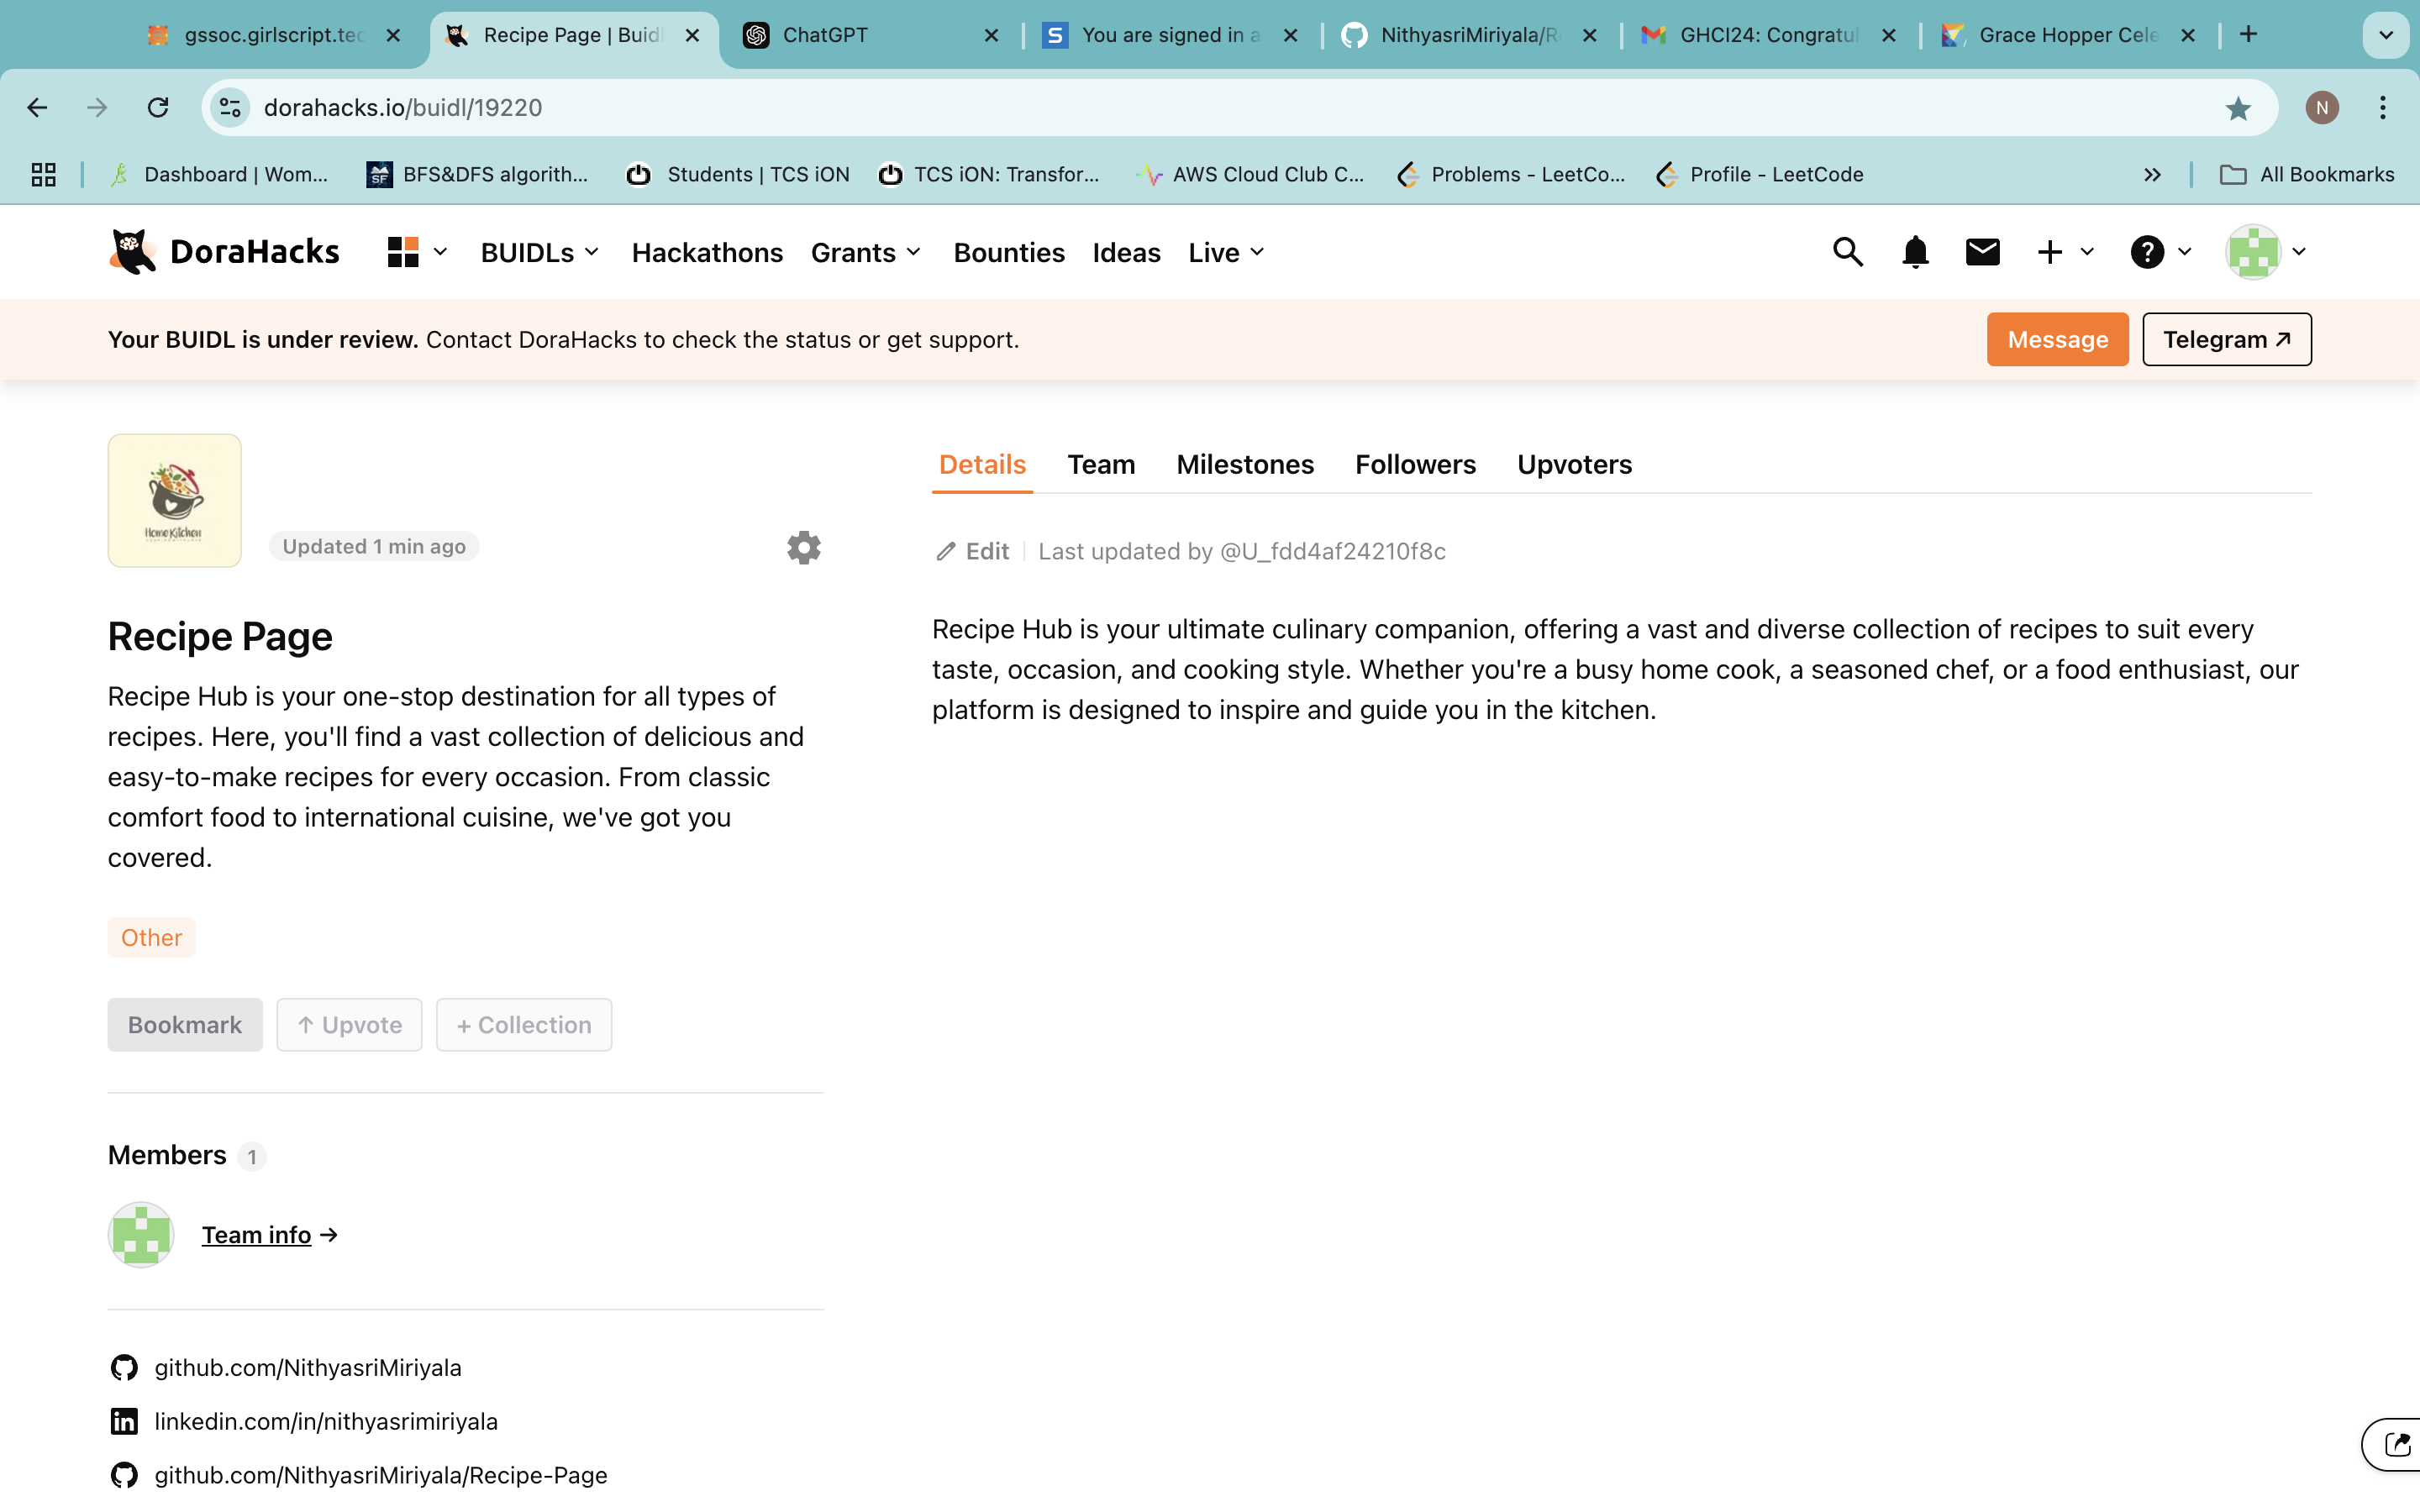 gssoc.girlscript.tec
Recipe Page | Buidl
ChatGPT
S You are signed in a
NithyasriMiriyala/R
GHCI24: Congratul
Grace Hopper Cele
dorahacks.io/buidl/19220
N
Dashboard | Wom...
SF BFS&DFS algorith...
Students | TCS iON
TCS iON: Transfor...
AWS Cloud Club C...
Problems - LeetCo...
Profile - LeetCode
All Bookmarks
DoraHacks
BUIDLs
Hackathons
Grants
Bounties
Ideas
Live
Your BUIDL is under review. Contact DoraHacks to check the status or get support.
Message
Telegram
Home Kitchen
Updated 1 min ago
Recipe Page
Recipe Hub is your one-stop destination for all types of
recipes. Here, you'll find a vast collection of delicious and
easy-to-make recipes for every occasion. From classic
comfort food to international cuisine, we've got you
covered.
Other
Bookmark
↑ Upvote
+ Collection
Members 1
Team info →
github.com/NithyasriMiriyala
in linkedin.com/in/nithyasrimiriyala
github.com/NithyasriMiriyala/Recipe-Page
Details
Team
Milestones
Followers
Upvoters
Edit
Last updated by @U_fdd4af24210f8c
Recipe Hub is your ultimate culinary companion, offering a vast and diverse collection of recipes to suit every
taste, occasion, and cooking style. Whether you're a busy home cook, a seasoned chef, or a food enthusiast, our
platform is designed to inspire and guide you in the kitchen.